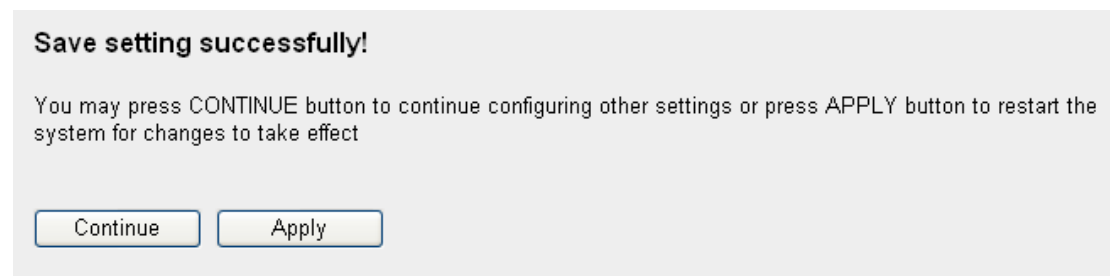 Save setting successfully!
You may press CONTINUE button to continue configuring other settings or press APPLY button to restart the
system for changes to take effect
Continue
Apply